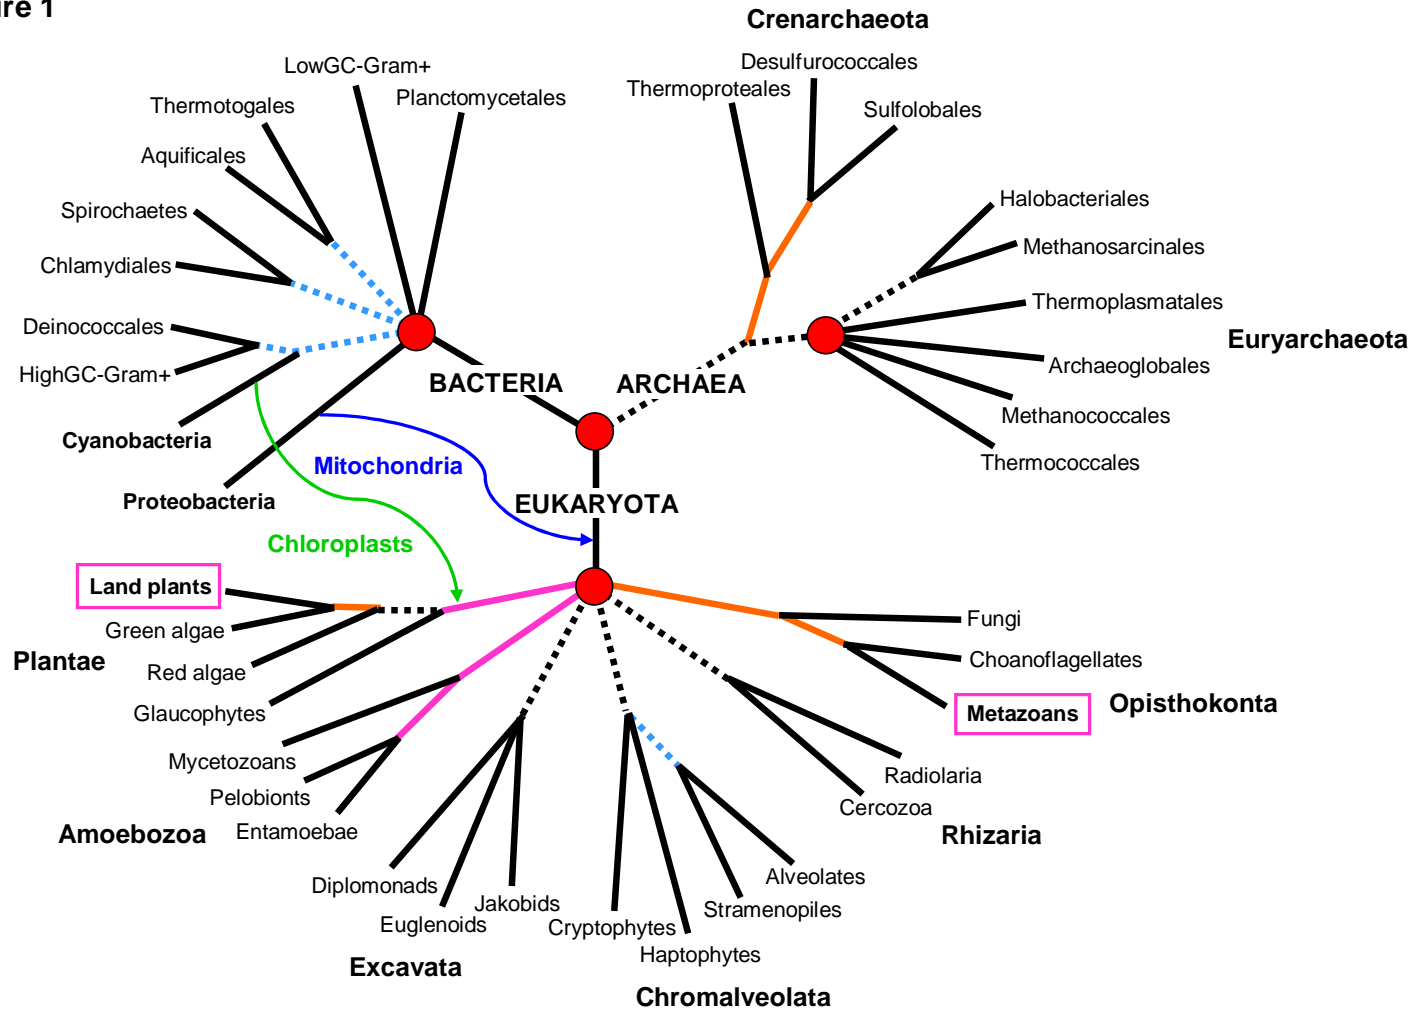 Crenarchaeota
LowGC-Gram+
Desulfurococcales
Planctomycetales
Thermoproteales
Thermotogales
Sulfolobales
Aquificales
Spirochaetes
Halobacteriales
Methanosarcinales
Chlamydiales
Thermoplasmatales
Deinococcales
Euryarchaeota
Archaeoglobales
HighGC-Gram+
BACTERIA
ARCHAEA
Methanococcales
Cyanobacteria
Thermococcales
Mitochondria
Proteobacteria
EUKARYOTA
Chloroplasts
Land plants
Fungi
Green algae
Choanoflagellates
Plantae
Red algae
Opisthokonta
Metazoans
Glaucophytes
Mycetozoans
Radiolaria
Pelobionts
Cercozoa
Amoebozoa
Entamoebae
Rhizaria
Alveolates
Diplomonads
Jakobids
Stramenopiles
Euglenoids
Cryptophytes
Haptophytes
Excavata
Chromalveolata